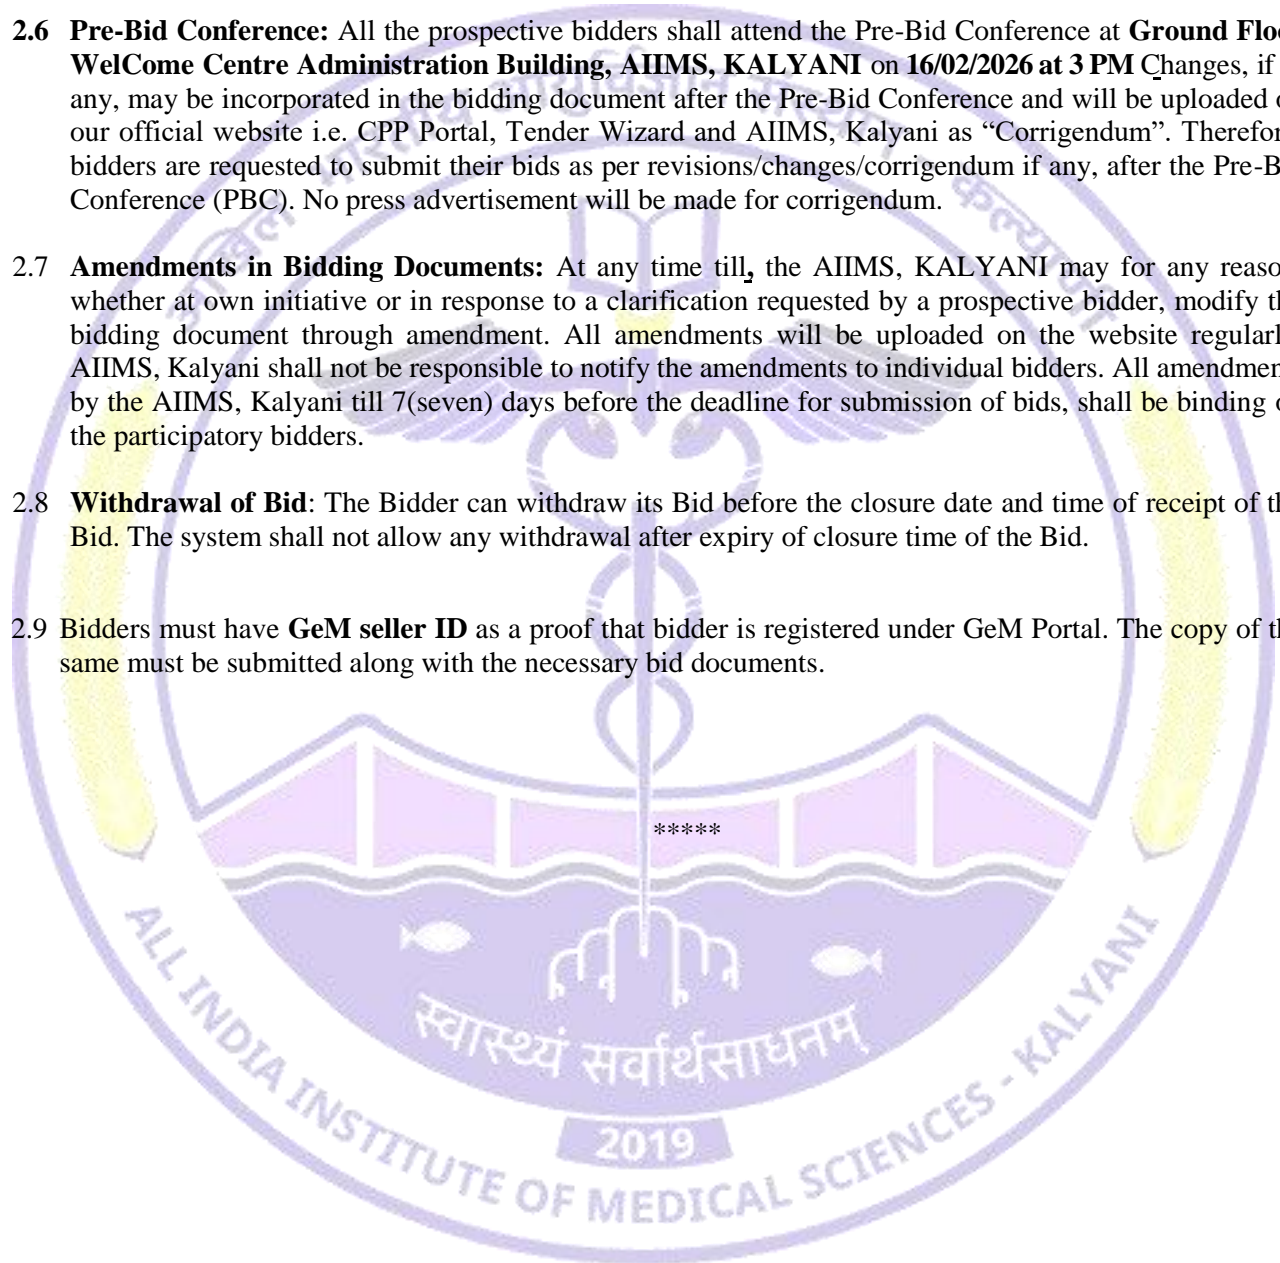 2.6 Pre-Bid Conference: All the prospective bidders shall attend the Pre-Bid Conference at Ground Floo
WelCome Centre Administration Building, AIIMS, KALYANI on 16/02/2026 at 3 PM Changes, if
any, may be incorporated in the bidding document after the Pre-Bid Conference and will be uploaded o
our official website i.e. CPP Portal, Tender Wizard and AIIMS, Kalyani as “Corrigendum”. Therefor
bidders are requested to submit their bids as per revisions/changes/corrigendum if any, after the Pre-B
Conference (PBC). No press advertisement will be made for corrigendum.
2.7 Amendments in Bidding Documents: At any time till, the AIIMS, KALYANI may for any reaso
whether at own initiative or in response to a clarification requested by a prospective bidder, modify th
bidding document through amendment. All amendments will be uploaded on the website regularl
AIIMS, Kalyani shall not be responsible to notify the amendments to individual bidders. All amendmen
by the AIIMS, Kalyani till 7(seven) days before the deadline for submission of bids, shall be binding o
the participatory bidders.
2.8 Withdrawal of Bid: The Bidder can withdraw its Bid before the closure date and time of receipt of th
Bid. The system shall not allow any withdrawal after expiry of closure time of the Bid.
2.9 Bidders must have GeM seller ID as a proof that bidder is registered under GeM Portal. The copy of th
same must be submitted along with the necessary bid documents.
*****
अखिल भारतीय आयुर्विज्ञान संस्थान - कल्याणी
स्वास्थ्यं सर्वार्थसाधनम्
2019
ALL INDIA INSTITUTE OF MEDICAL SCIENCES - KALYANI